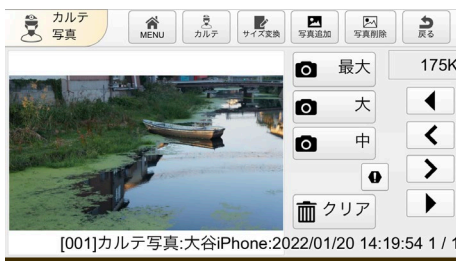 カルテ
写真
MENU
カルテ
サイズ変換
写真追加
写真削除
戻る
最大
175K
大
中
クリア
[001]カルテ写真:大谷iPhone:2022/01/20 14:19:54 1 / 1